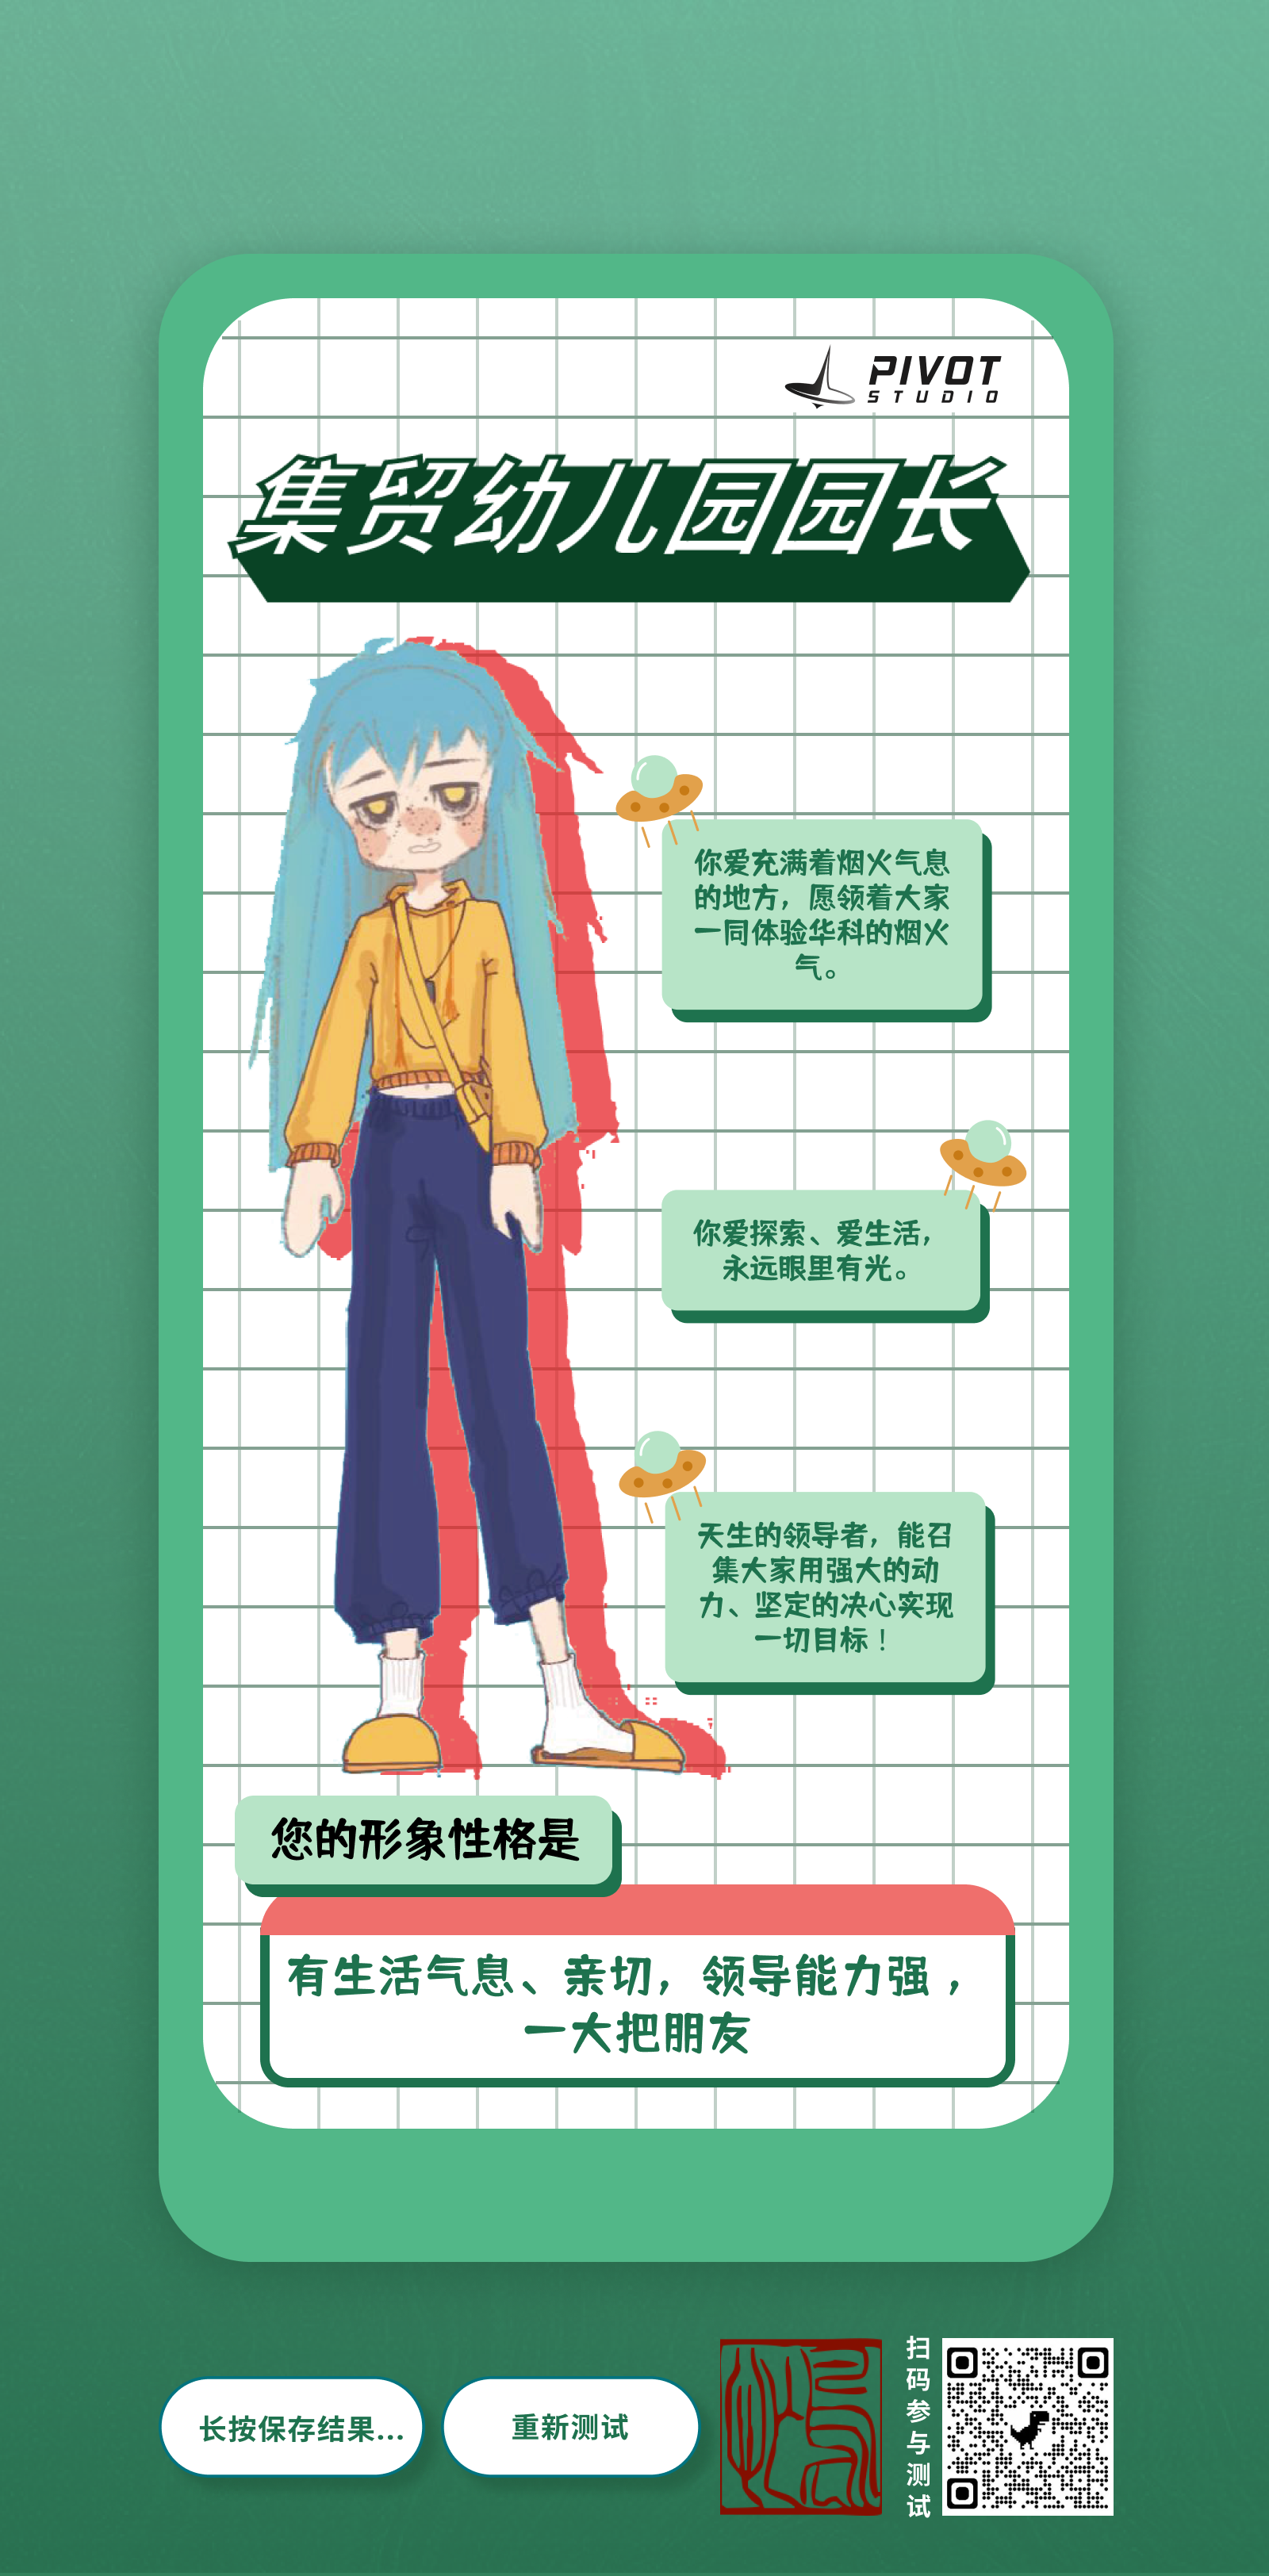 PIVOT
STUDIO
集贸幼儿园园长
你爱充满着烟火气息
的地方，愿领着大家
一同体验华科的烟火
气。
你爱探索、爱生活，
永远眼里有光。
天生的领导者，能召
集大家用强大的动
力、坚定的决心实现
一切目标！
您的形象性格是
有生活气息、亲切，领导能力强，
一大把朋友
长按保存结果...
重新测试
扫码参与测试